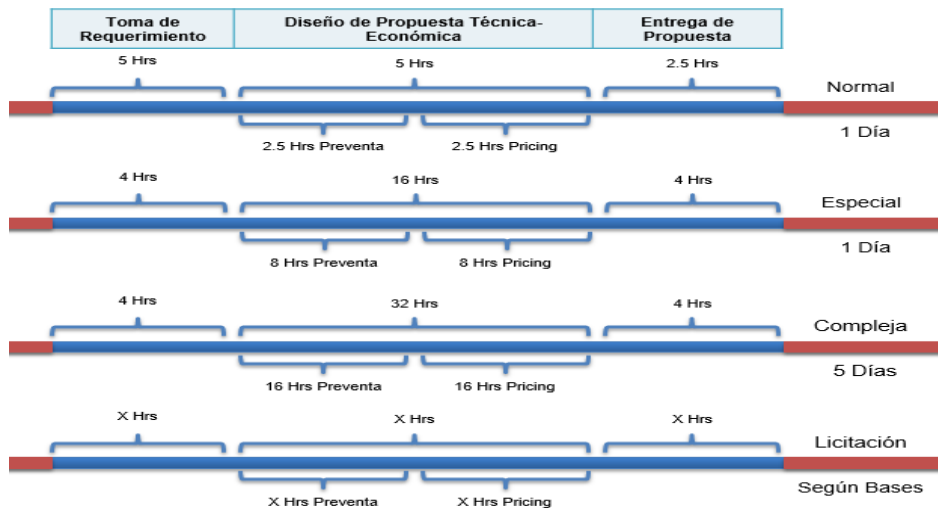 Toma de
Requerimiento
Diseño de Propuesta Técnica-
Económica
Entrega de
Propuesta
5 Hrs
5 Hrs
2.5 Hrs
Normal
2.5 Hrs Preventa
2.5 Hrs Pricing
1 Día
4 Hrs
16 Hrs
4 Hrs
Especial
8 Hrs Preventa
8 Hrs Pricing
1 Día
4 Hrs
32 Hrs
4 Hrs
Compleja
16 Hrs Preventa
16 Hrs Pricing
5 Días
X Hrs
X Hrs
X Hrs
Licitación
X Hrs Preventa
X Hrs Pricing
Según Bases